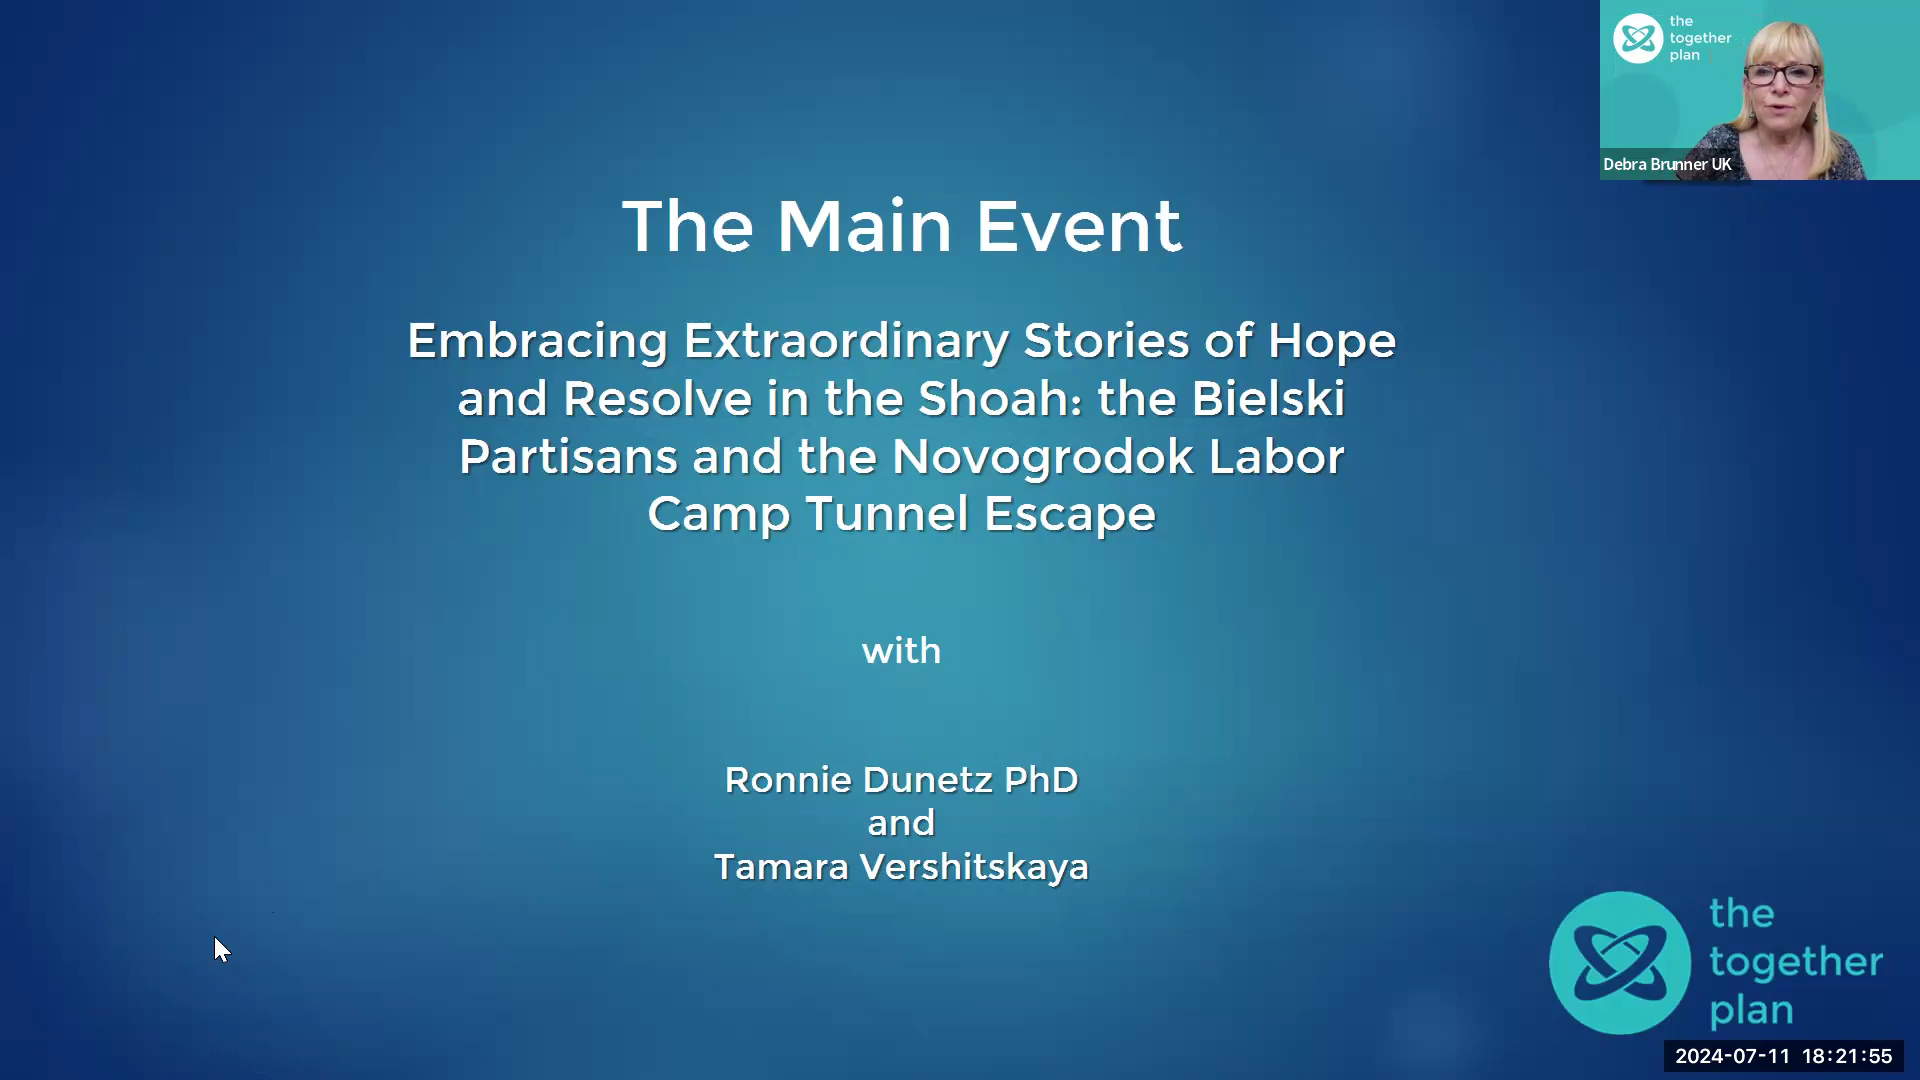 the
together
plan
Debra Brunner UK
The Main Event
Embracing Extraordinary Stories of Hope
and Resolve in the Shoah: the Bielski
Partisans and the Novogrodok Labor
Camp Tunnel Escape
with
Ronnie Dunetz PhD
and
Tamara Vershitskaya
the
together
plan
2024-07-11 18:21:55